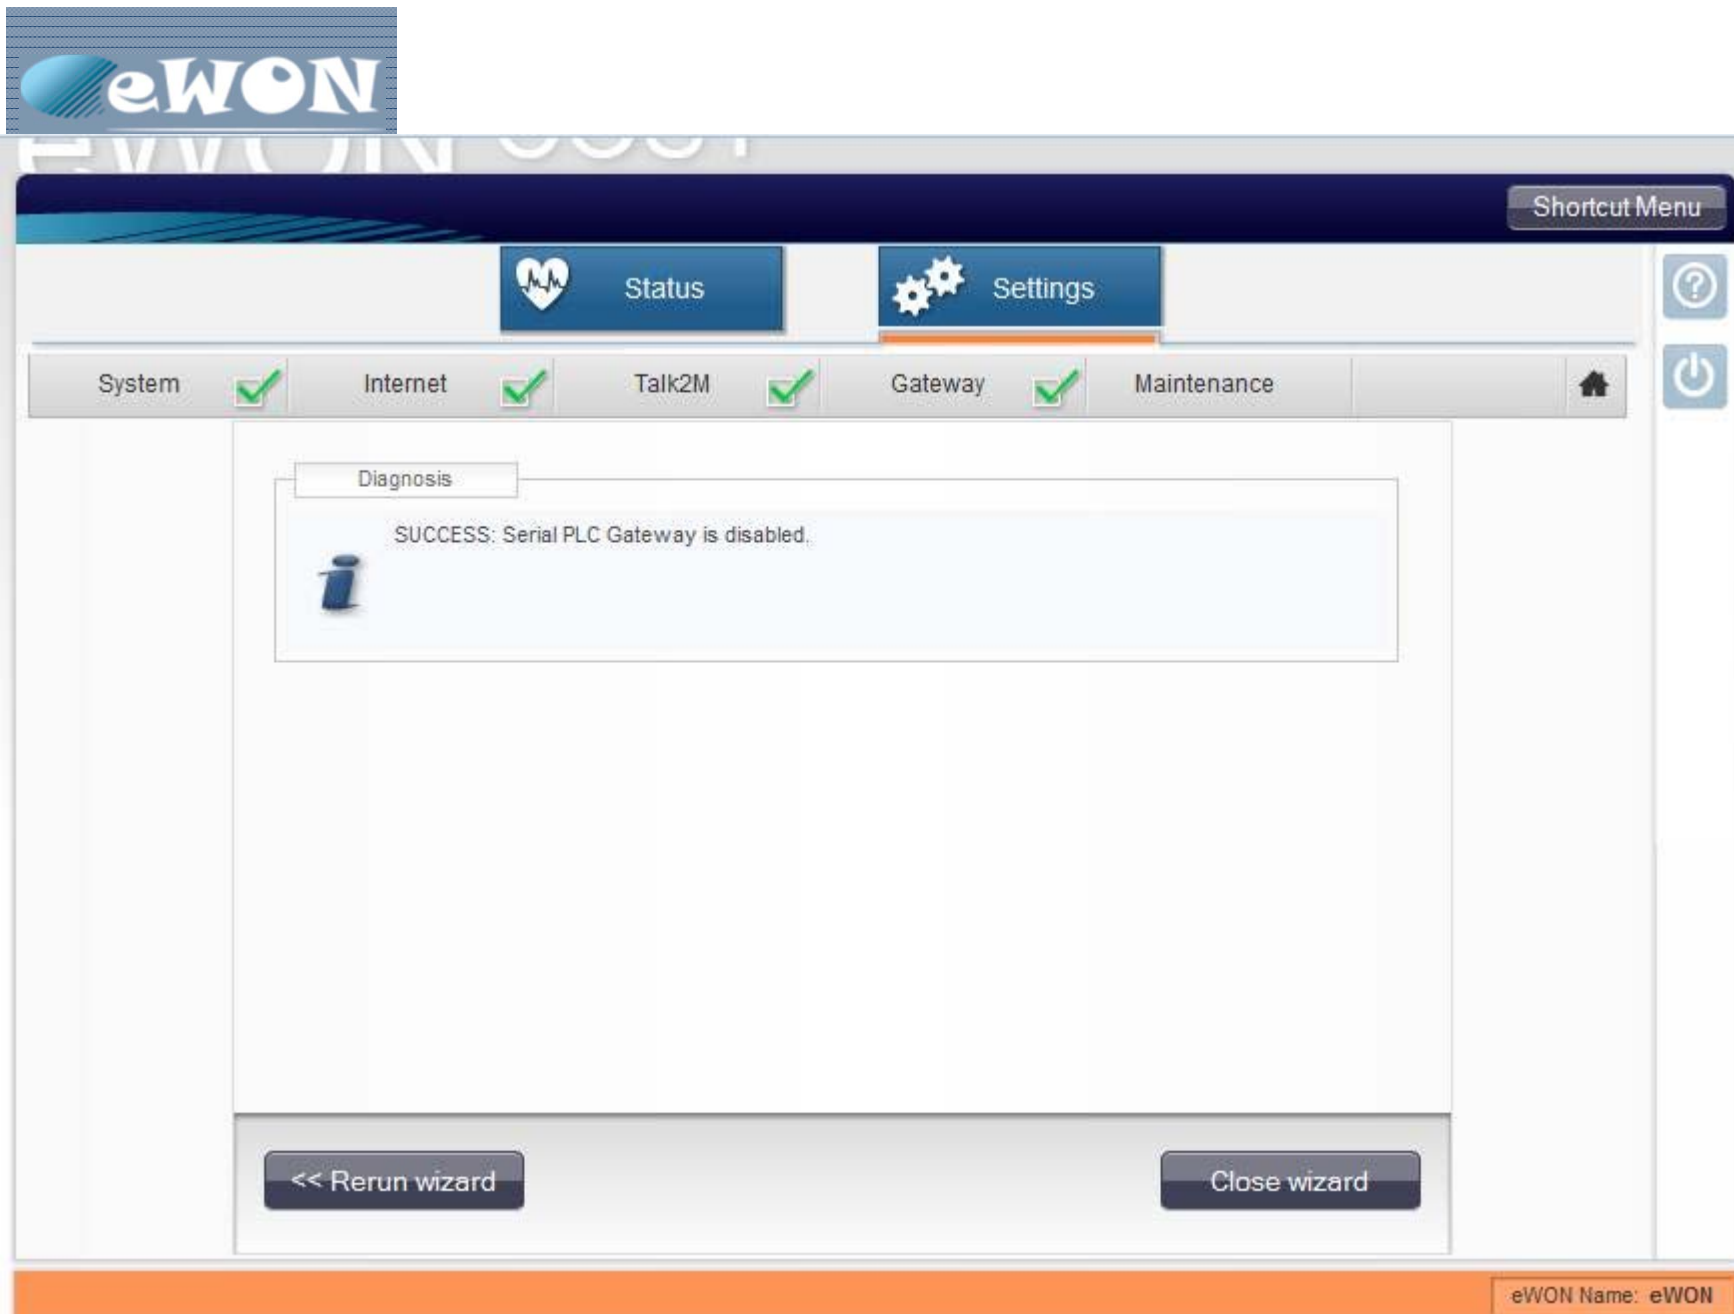 eWON
eWON
Shortcut Menu
Status
Settings
System
Internet
Talk2M
Gateway
Maintenance
Diagnosis
SUCCESS: Serial PLC Gateway is disabled.
<< Rerun wizard
Close wizard
eWON Name: eWON